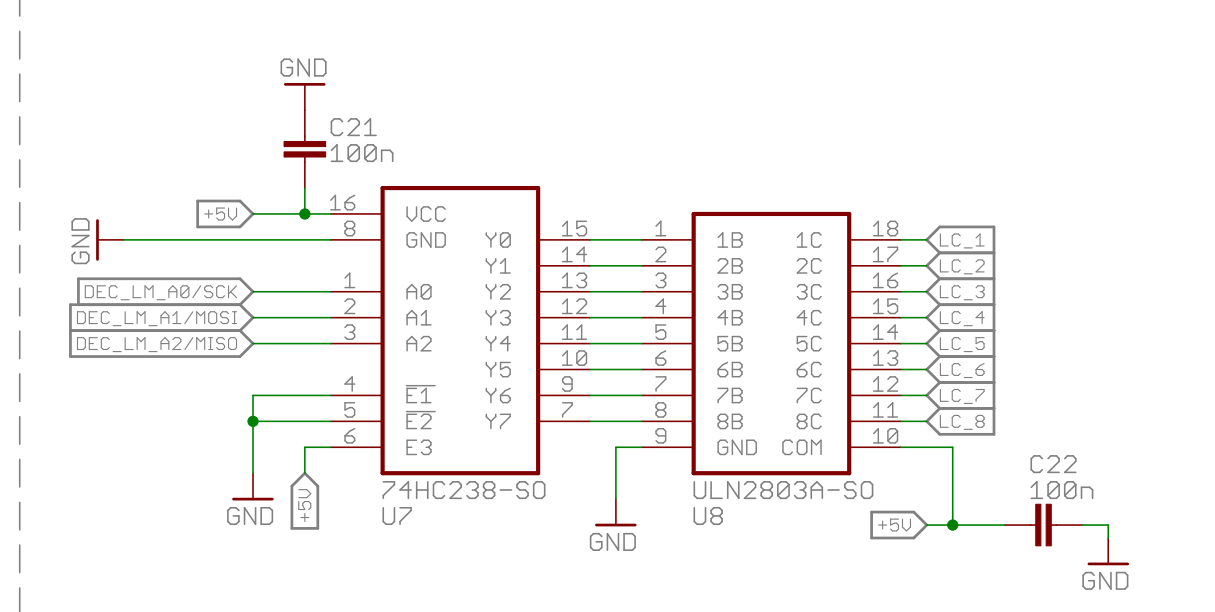 GND
C21
100n
+5V
16
VCC
GND
8
GND
Y0
15
1
1B
1C
18
LC_1
Y1
14
2
2B
2C
17
LC_2
DEC_LM_A0/SCK
1
A0
Y2
13
3
3B
3C
16
LC_3
DEC_LM_A1/MOSI
2
A1
Y3
12
4
4B
4C
15
LC_4
DEC_LM_A2/MISO
3
A2
Y4
11
5
5B
5C
14
LC_5
Y5
10
6
6B
6C
13
LC_6
4
E1
Y6
9
7
7B
7C
12
LC_7
5
E2
Y7
7
8
8B
8C
11
LC_8
6
E3
9
GND
COM
10
+5V
GND
74HC238-SO
U7
ULN2803A-SO
U8
GND
C22
100n
+5V
GND